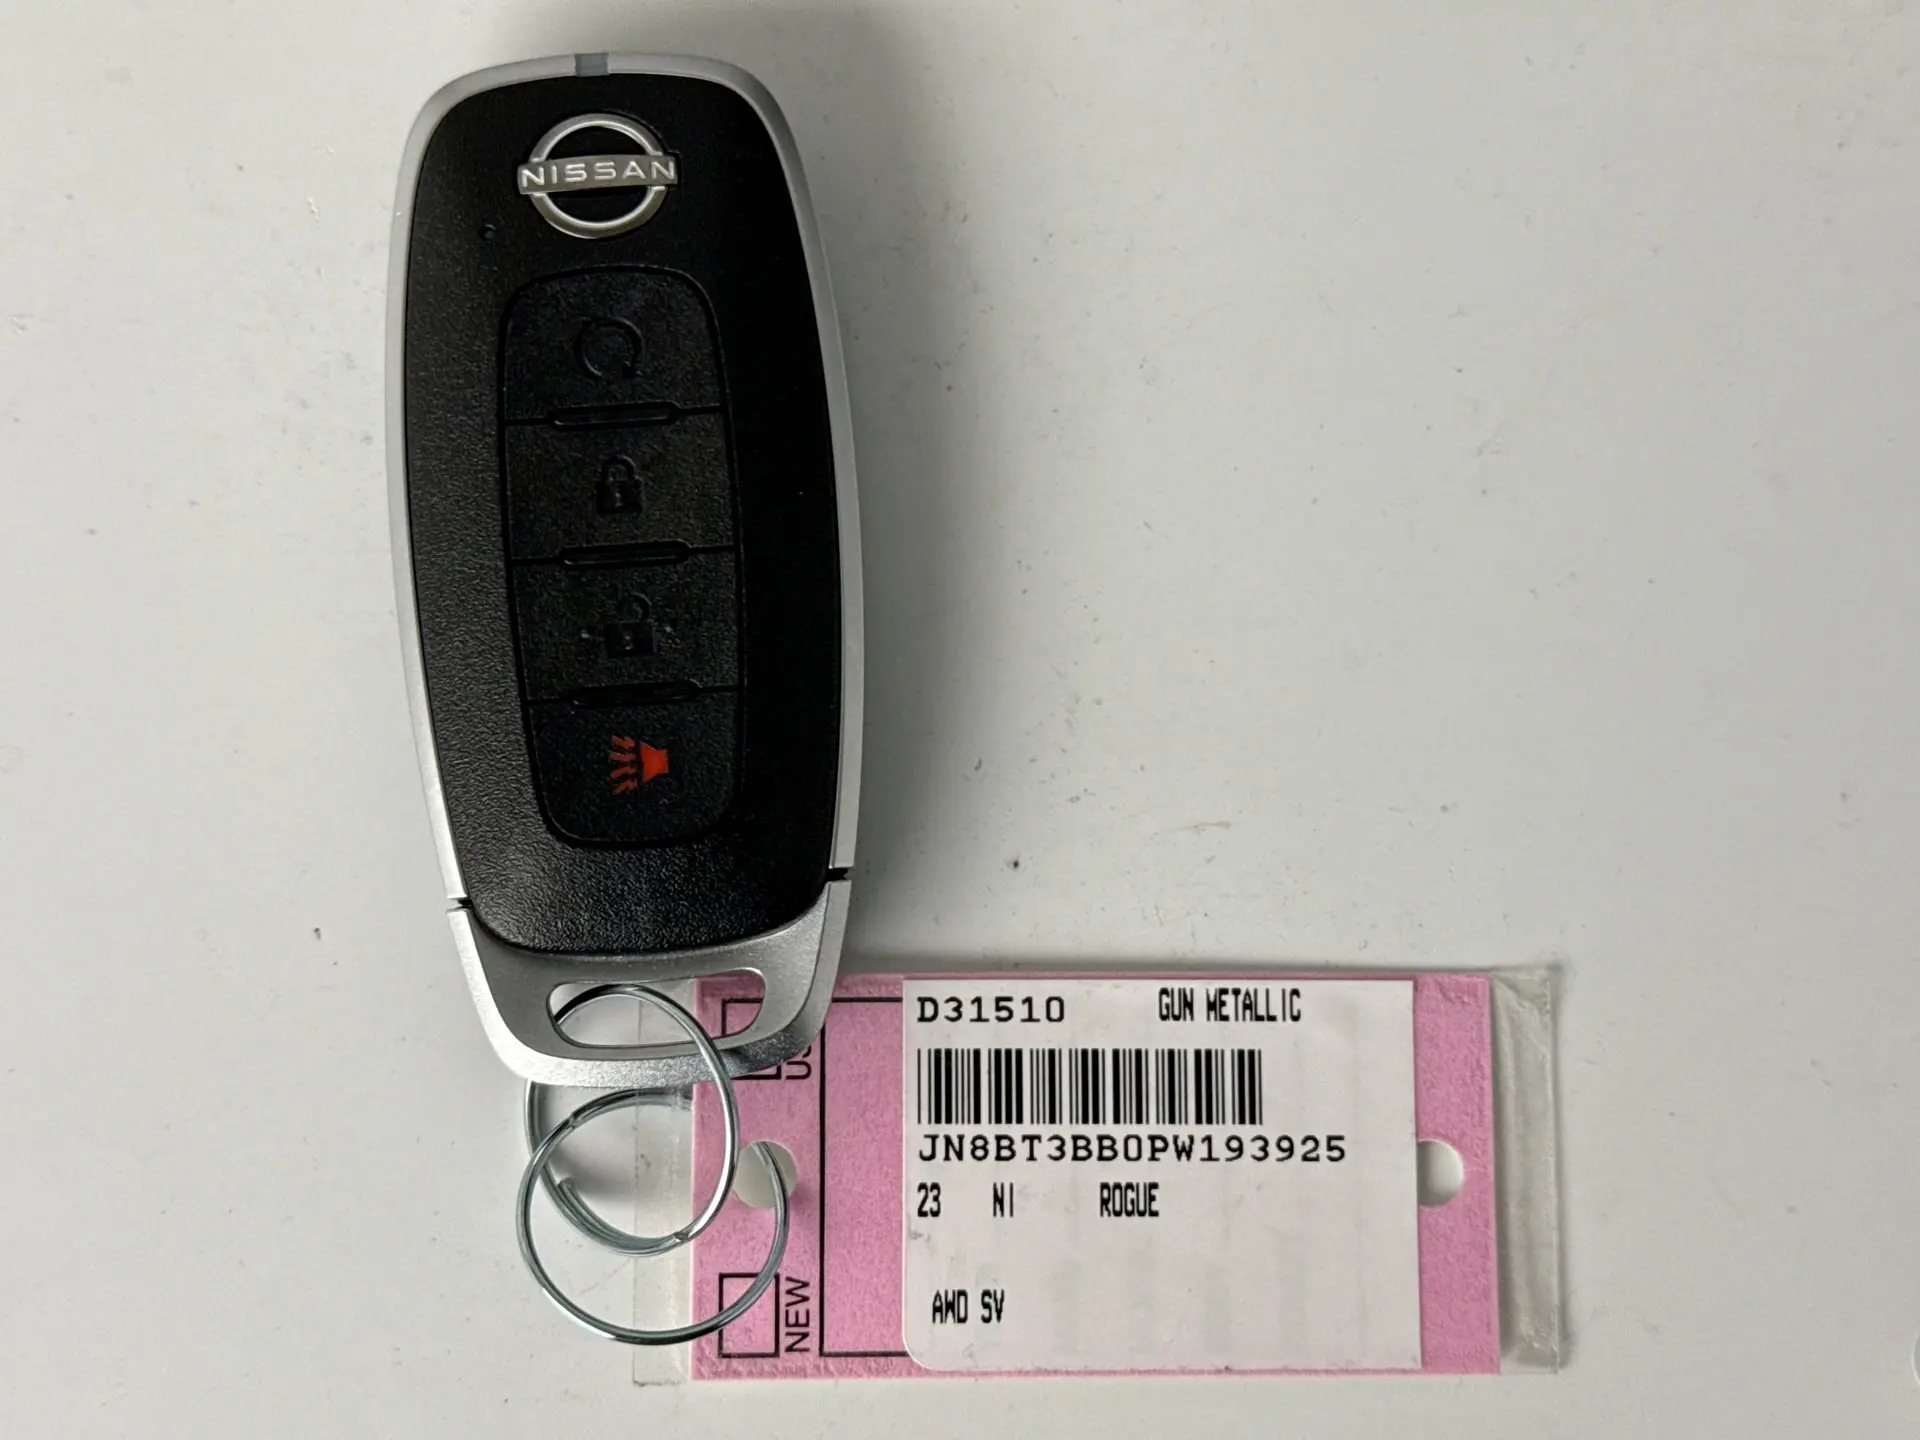 NISSAN
D31510 GUN METALLIC
JN8BT3BB0PW193925
23 NI ROGUE
AWD SV
NEW